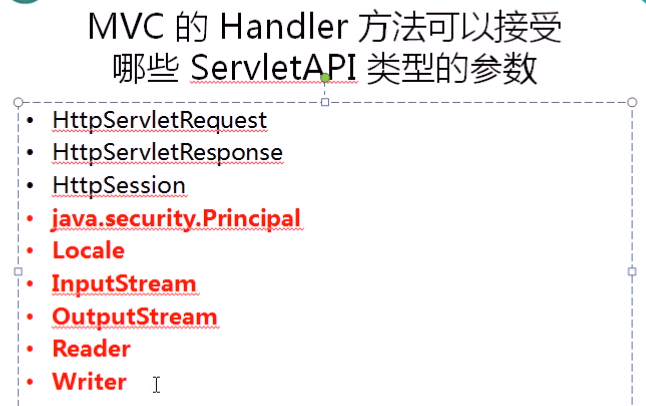 MVC 的 Handler 方法可以接受
哪些 ServletAPI 类型的参数
• HttpServletRequest
• HttpServletResponse
• HttpSession
• java.security.Principal
• Locale
• InputStream
• OutputStream
• Reader
• Writer